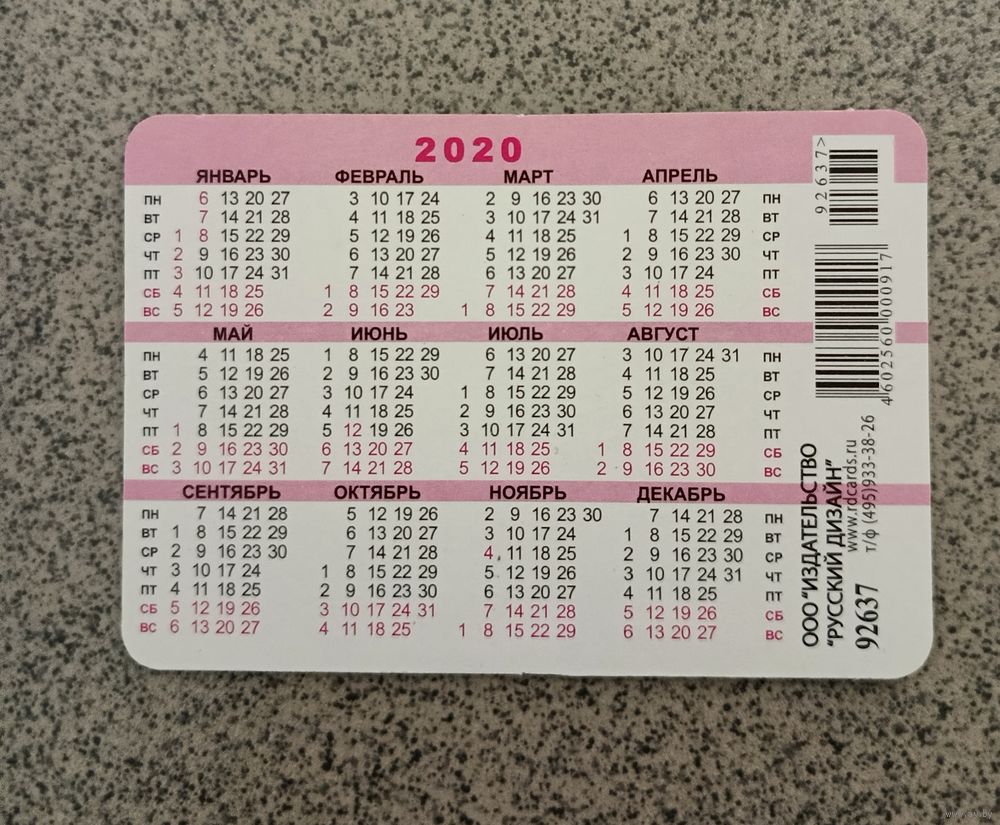 2020
ЯНВАРЬ ФЕВРАЛЬ МАРТ АПРЕЛЬ
ПН 6 13 20 27 3 10 17 24 2 9 16 23 30 6 13 20 27 ПН
ВТ 7 14 21 28 4 11 18 25 3 10 17 24 31 7 14 21 28 ВТ
СР 1 8 15 22 29 5 12 19 26 4 11 18 25 1 8 15 22 29 СР
ЧТ 2 9 16 23 30 6 13 20 27 5 12 19 26 2 9 16 23 30 ЧТ
ПТ 3 10 17 24 31 7 14 21 28 6 13 20 27 3 10 17 24 ПТ
СБ 4 11 18 25 1 8 15 22 29 7 14 21 28 4 11 18 25 СБ
ВС 5 12 19 26 2 9 16 23 1 8 15 22 29 5 12 19 26 ВС
МАЙ ИЮНЬ ИЮЛЬ АВГУСТ
ПН 4 11 18 25 1 8 15 22 29 6 13 20 27 3 10 17 24 31 ПН
ВТ 5 12 19 26 2 9 16 23 30 7 14 21 28 4 11 18 25 ВТ
СР 6 13 20 27 3 10 17 24 1 8 15 22 29 5 12 19 26 СР
ЧТ 7 14 21 28 4 11 18 25 2 9 16 23 30 6 13 20 27 ЧТ
ПТ 1 8 15 22 29 5 12 19 26 3 10 17 24 31 7 14 21 28 ПТ
СБ 2 9 16 23 30 6 13 20 27 4 11 18 25 1 8 15 22 29 СБ
ВС 3 10 17 24 31 7 14 21 28 5 12 19 26 2 9 16 23 30 ВС
СЕНТЯБРЬ ОКТЯБРЬ НОЯБРЬ ДЕКАБРЬ
ПН 7 14 21 28 5 12 19 26 2 9 16 23 30 7 14 21 28 ПН
ВТ 1 8 15 22 29 6 13 20 27 3 10 17 24 1 8 15 22 29 ВТ
СР 2 9 16 23 30 7 14 21 28 4 11 18 25 2 9 16 23 30 СР
ЧТ 3 10 17 24 1 8 15 22 29 5 12 19 26 3 10 17 24 31 ЧТ
ПТ 4 11 18 25 2 9 16 23 30 6 13 20 27 4 11 18 25 ПТ
СБ 5 12 19 26 3 10 17 24 31 7 14 21 28 5 12 19 26 СБ
ВС 6 13 20 27 4 11 18 25 1 8 15 22 29 6 13 20 27 ВС
92637>
4602560000917
ООО "ИЗДАТЕЛЬСТВО
"РУССКИЙ ДИЗАЙН"
www.rdcards.ru
т/ф (495)933-38-26
92637